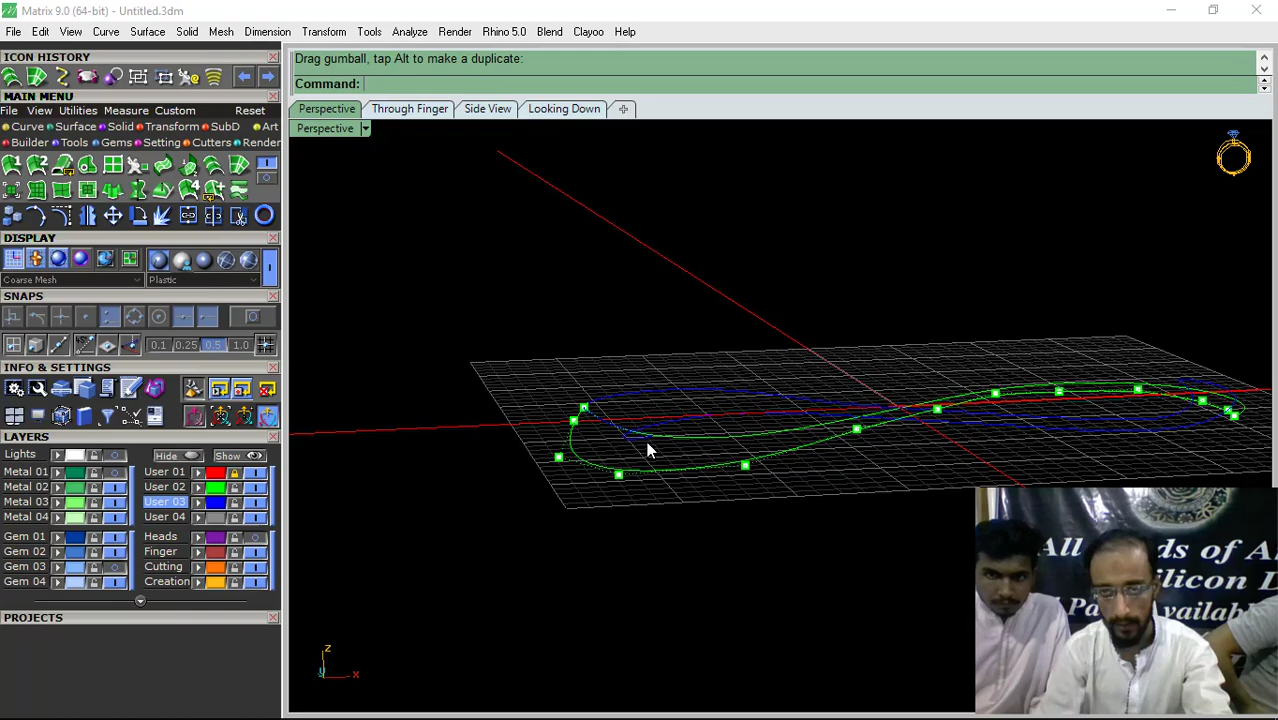 Matrix 9.0 (64-bit) - Untitled.3dm
File Edit View Curve Surface Solid Mesh Dimension Transform Tools Analyze Render Rhino 5.0 Blend Clayoo Help
ICON HISTORY
MAIN MENU
File View Utilities Measure Custom Reset
Curve Surface Solid Transform SubD Art
Builder Tools Gems Setting Cutters Render
DISPLAY
Coarse Mesh Plastic
SNAPS
0.1 0.25 0.5 1.0
INFO & SETTINGS
LAYERS
Lights Hide Show
Metal 01 User 01
Metal 02 User 02
Metal 03 User 03
Metal 04 User 04
Gem 01 Heads
Gem 02 Finger
Gem 03 Cutting
Gem 04 Creation
PROJECTS
Drag gumball, tap Alt to make a duplicate:
Command:
Perspective Through Finger Side View Looking Down
Perspective
z
x
All
ds of A
ilicon D
Pa
Availabl